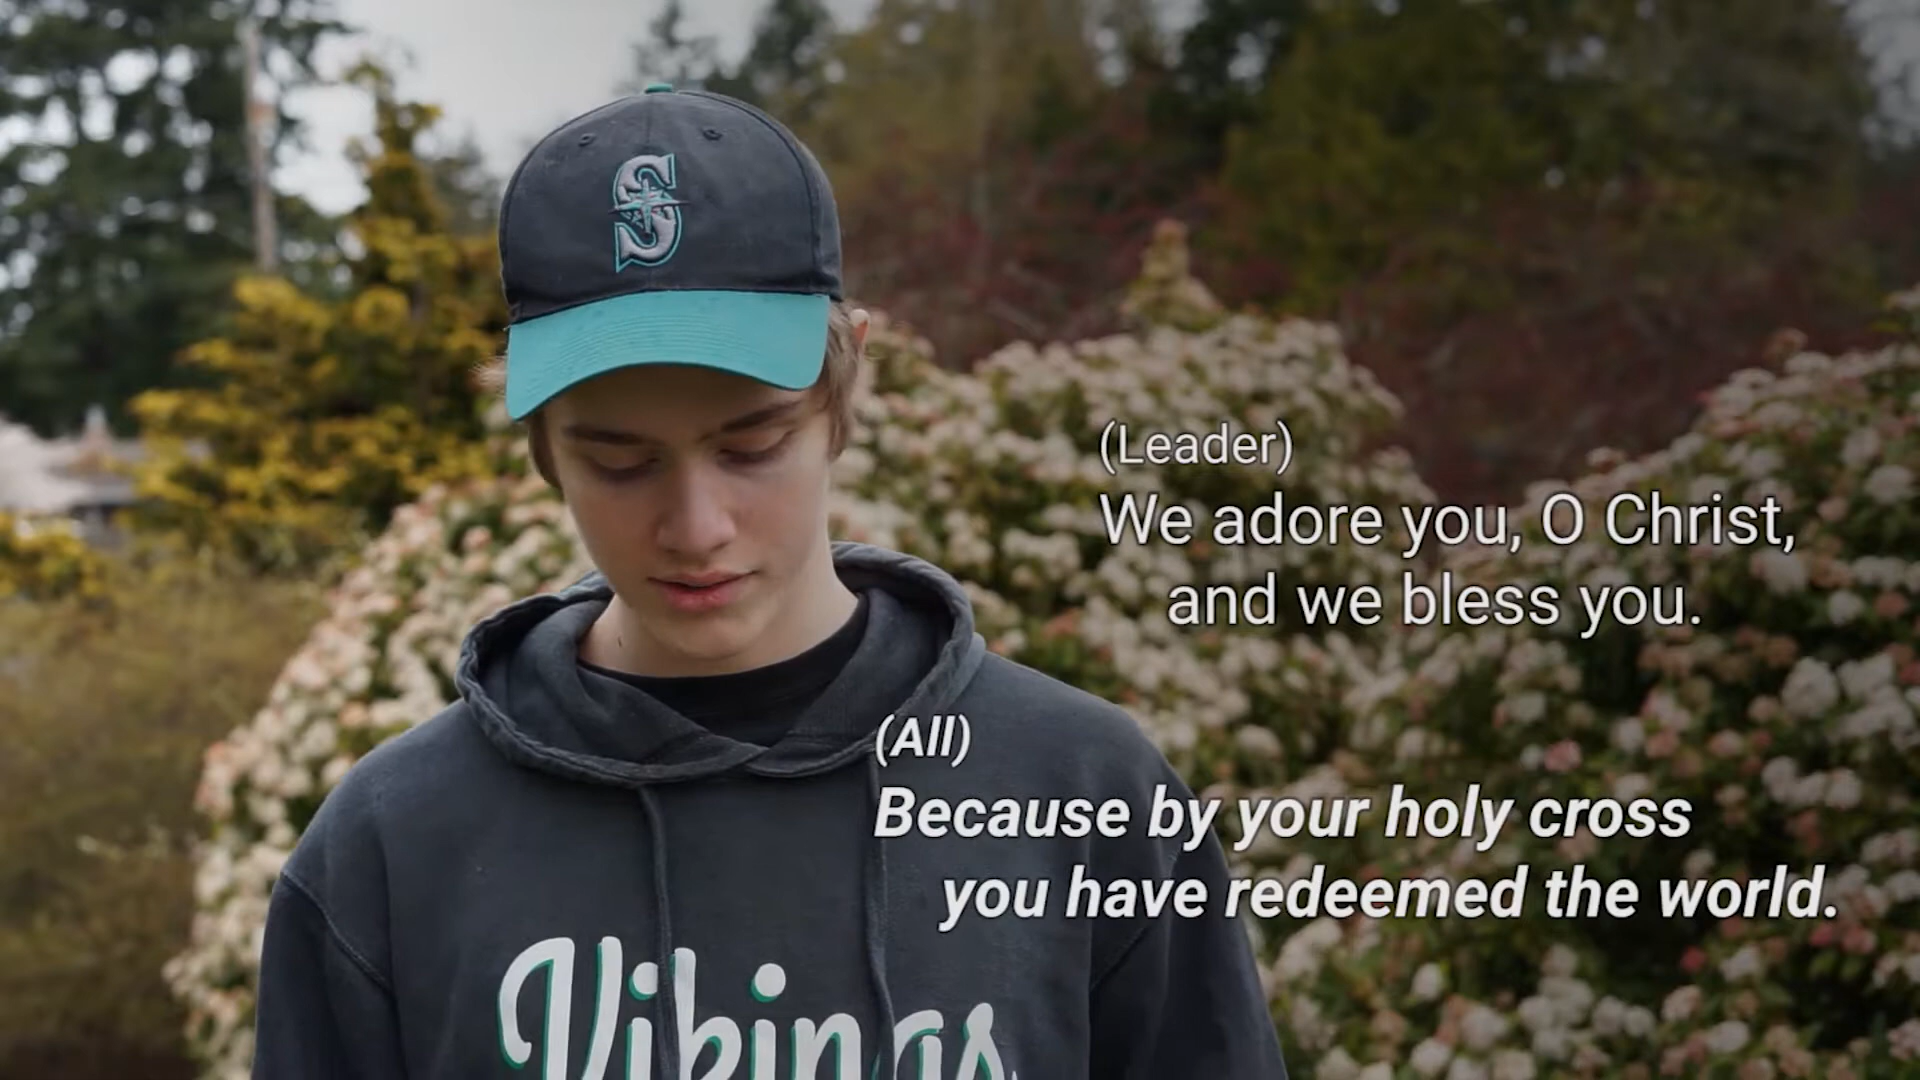 S
(Leader)
We adore you, O Christ,
and we bless you.
(All)
Because by your holy cross
you have redeemed the world.
Vikings